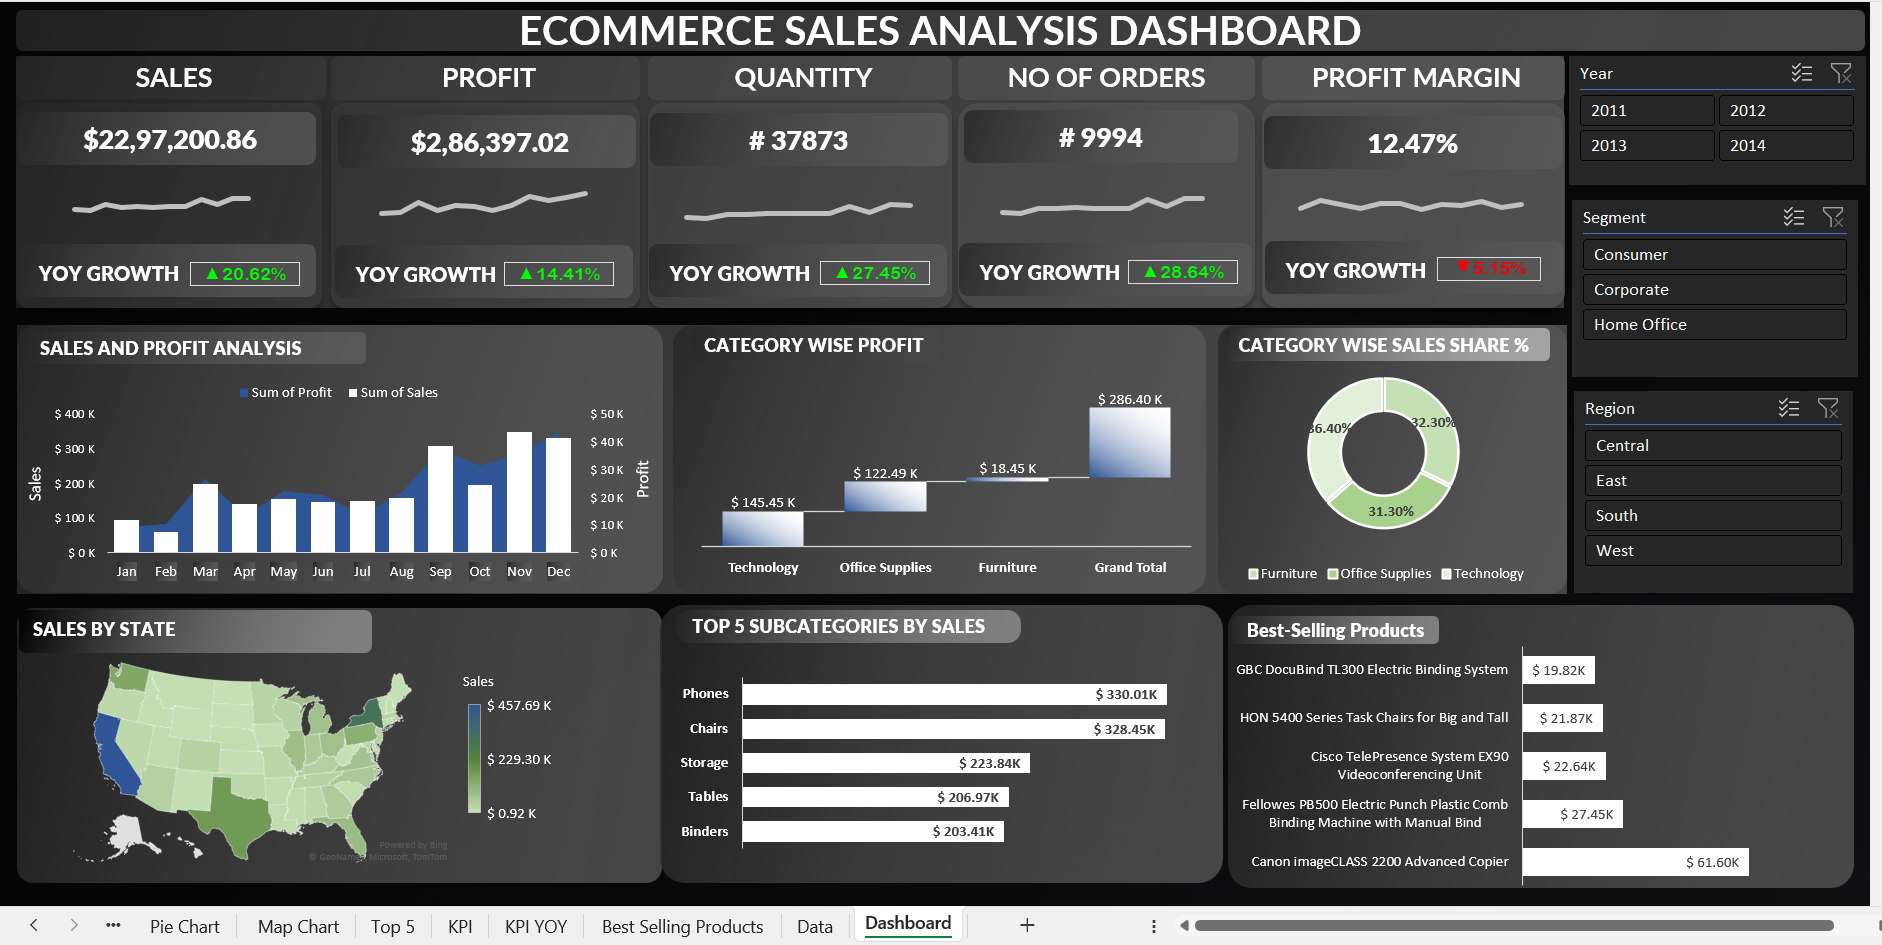 ECOMMERCE SALES ANALYSIS DASHBOARD
SALES
$22,97,200.86
YOY GROWTH ▲20.62%
PROFIT
$2,86,397.02
YOY GROWTH ▲14.41%
QUANTITY
# 37873
YOY GROWTH ▲27.45%
NO OF ORDERS
# 9994
YOY GROWTH ▲28.64%
PROFIT MARGIN
12.47%
YOY GROWTH ▼5.15%
Year
2011 2012
2013 2014
Segment
Consumer
Corporate
Home Office
Region
Central
East
South
West
SALES AND PROFIT ANALYSIS
Sum of Profit Sum of Sales
Sales
$ 400 K
$ 300 K
$ 200 K
$ 100 K
$ 0 K
$ 50 K
$ 40 K
$ 30 K
$ 20 K
$ 10 K
$ 0 K
Profit
Jan Feb Mar Apr May Jun Jul Aug Sep Oct Nov Dec
CATEGORY WISE PROFIT
$ 145.45 K
$ 122.49 K
$ 18.45 K
$ 286.40 K
Technology Office Supplies Furniture Grand Total
CATEGORY WISE SALES SHARE %
36.40%
32.30%
31.30%
Furniture Office Supplies Technology
SALES BY STATE
Sales
$ 457.69 K
$ 229.30 K
$ 0.92 K
Powered by Bing
© GeoNames, Microsoft, TomTom
TOP 5 SUBCATEGORIES BY SALES
Phones $ 330.01K
Chairs $ 328.45K
Storage $ 223.84K
Tables $ 206.97K
Binders $ 203.41K
Best-Selling Products
GBC DocuBind TL300 Electric Binding System $ 19.82K
HON 5400 Series Task Chairs for Big and Tall $ 21.87K
Cisco TelePresence System EX90
Videoconferencing Unit
$ 22.64K
Fellowes PB500 Electric Punch Plastic Comb
Binding Machine with Manual Bind
$ 27.45K
Canon imageCLASS 2200 Advanced Copier $ 61.60K
Pie Chart Map Chart Top 5 KPI KPI YOY Best Selling Products Data Dashboard